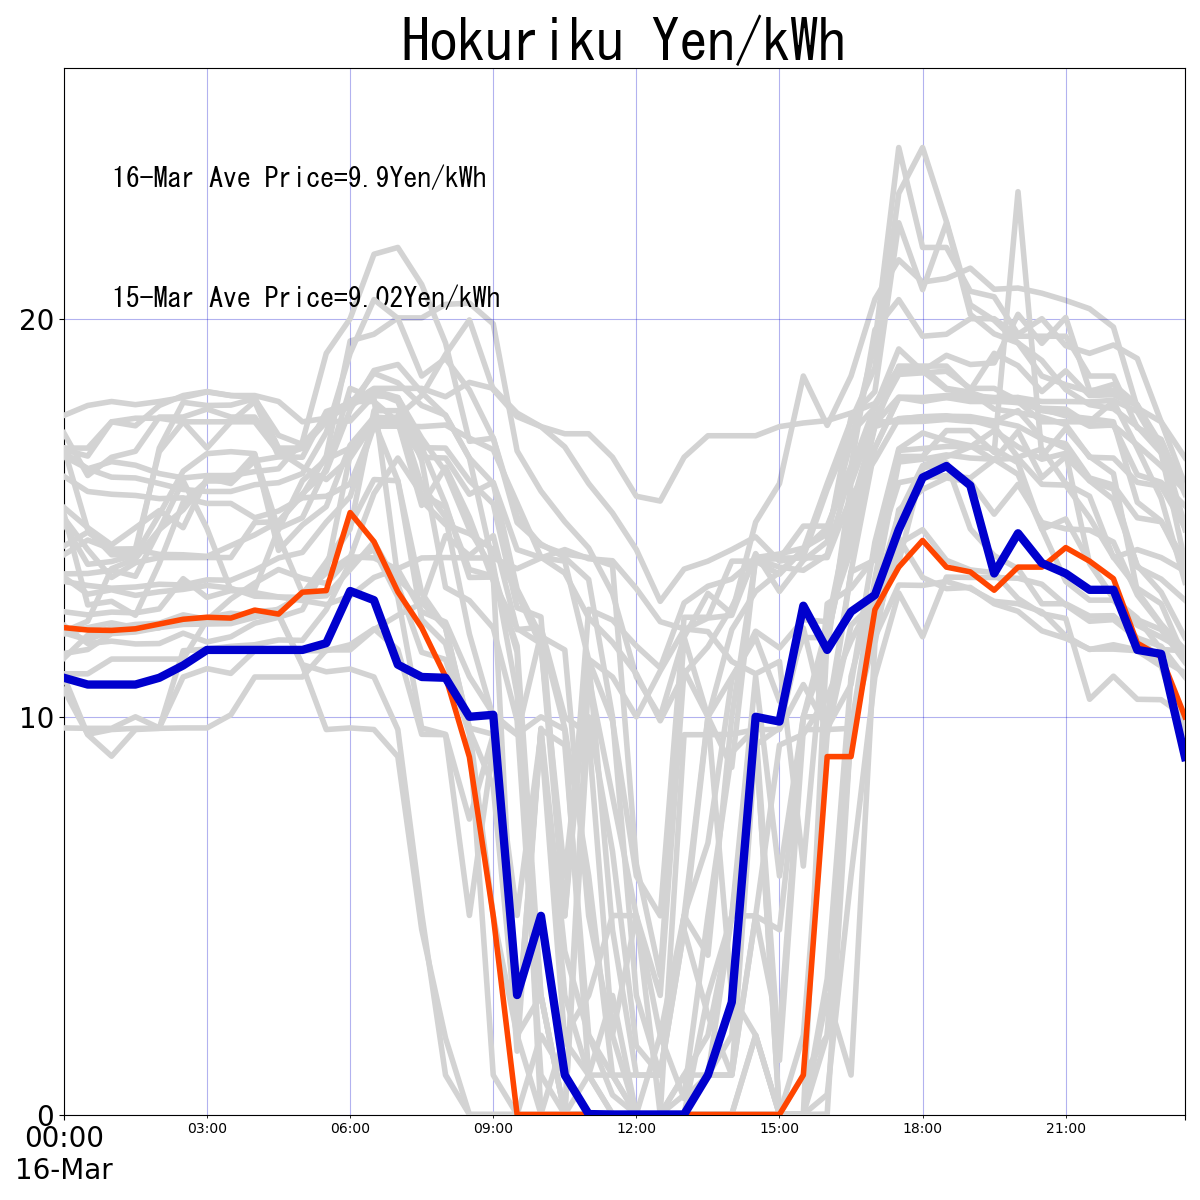 Hokuriku Yen/kWh
16-Mar Ave Price=9.9Yen/kWh
15-Mar Ave Price=9.02Yen/kWh
20
10
0
00:00 03:00 06:00 09:00 12:00 15:00 18:00 21:00
16-Mar